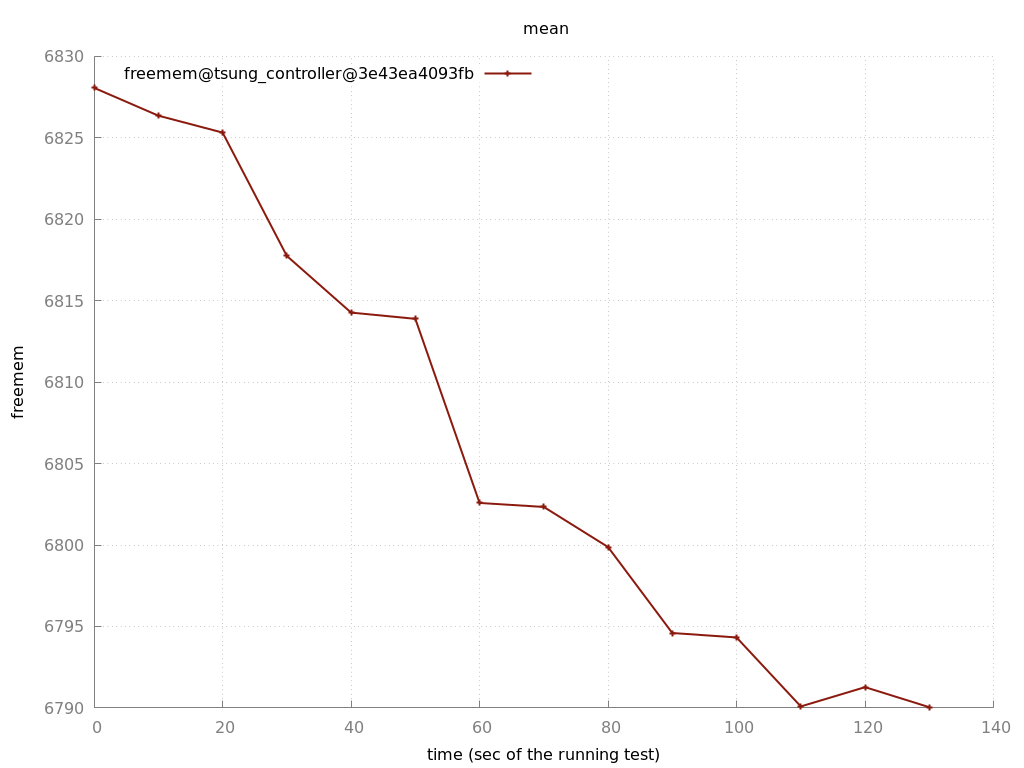 mean
6830
freemem@tsung_controller@3e43ea4093fb
6825
6820
6815
6810
freemem
6805
6800
6795
6790
0 20 40 60 80 100 120 140
time (sec of the running test)